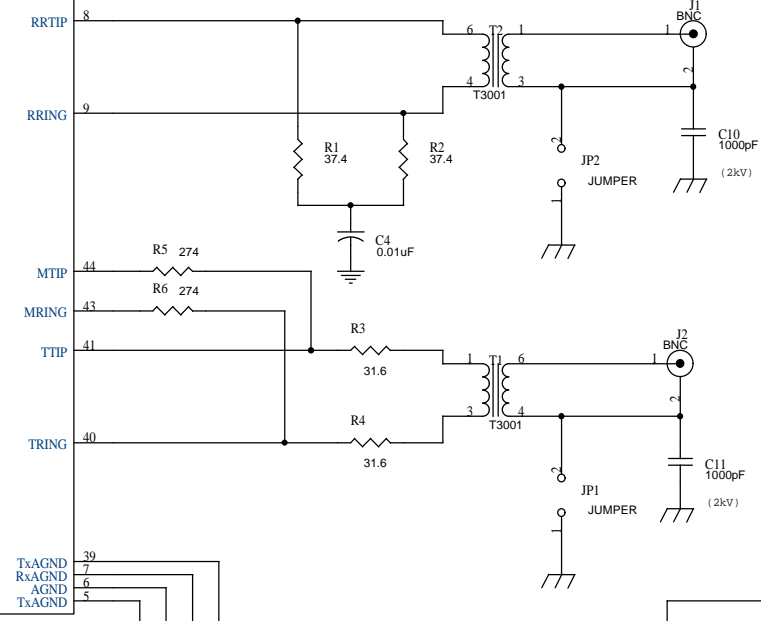 J1
BNC
RRTIP 8
6 T2 1
1
2
4 3
T3001
RRING 9
R1
37.4
R2
37.4
C10
1000pF
(2kV)
2
JP2
JUMPER
1
C4
0.01uF
MTIP 44
R5 274
MRING 43
R6 274
TTIP 41
R3
31.6
J2
BNC
1 T1 6
1
2
3 4
T3001
TRING 40
R4
31.6
C11
1000pF
(2kV)
2
JP1
JUMPER
1
TxAGND 39
RxAGND 7
AGND 6
TxAGND 5